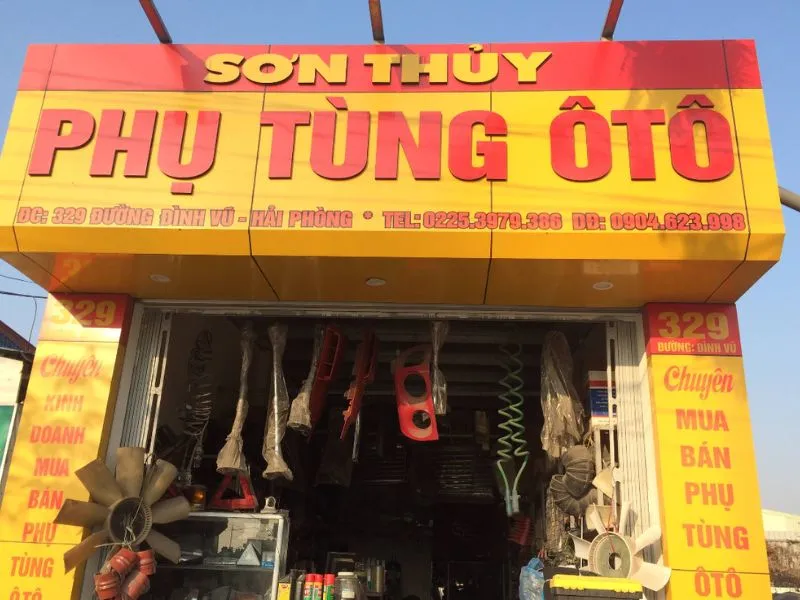 SƠN THỦY
PHỤ TÙNG ÔTÔ
ĐC: 329 ĐƯỜNG ĐÌNH VŨ - HẢI PHÒNG * TEL: 0225.3979.386 DĐ: 0904.623.998
329
Chuyên
KINH
DOANH
MUA
BÁN
PHỤ
TÙNG
ÔTÔ
329
ĐƯỜNG: ĐÌNH VŨ
Chuyên
MUA
BÁN
PHỤ
TÙNG
ÔTÔ